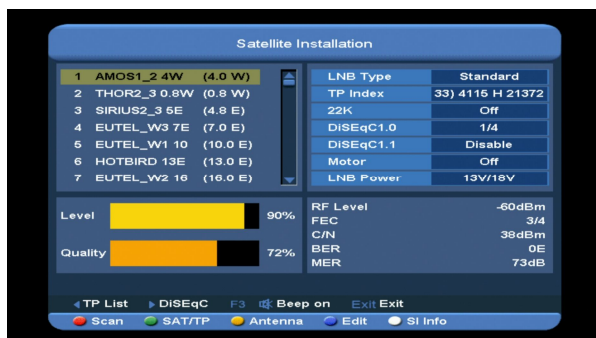 Satellite Installation
1 AMOS1_2 4W (4.0 W)
2 THOR2_3 0.8W (0.8 W)
3 SIRIUS2_3 5E (4.8 E)
4 EUTEL_W3 7E (7.0 E)
5 EUTEL_W1 10 (10.0 E)
6 HOTBIRD 13E (13.0 E)
7 EUTEL_W2 16 (16.0 E)
LNB Type Standard
TP Index 33) 4115 H 21372
22K Off
DiSEqC1.0 1/4
DiSEqC1.1 Disable
Motor Off
LNB Power 13V/18V
Level 90%
Quality 72%
RF Level -60dBm
FEC 3/4
C/N 38dBm
BER 0E
MER 73dB
TP List DiSEqC F3 Beep on Exit Exit
Scan SAT/TP Antenna Edit SI Info